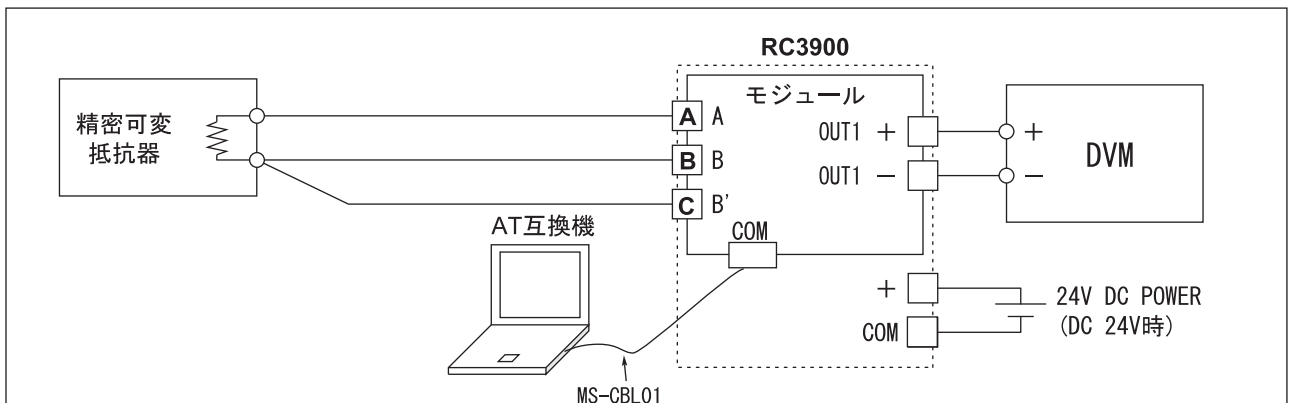 RC3900
モジュール
精密可変
抵抗器
A A
B B
C B'
OUT1 +
OUT1 −
+
−
DVM
AT互換機
COM
+
COM
24V DC POWER
(DC 24V時)
MS-CBL01